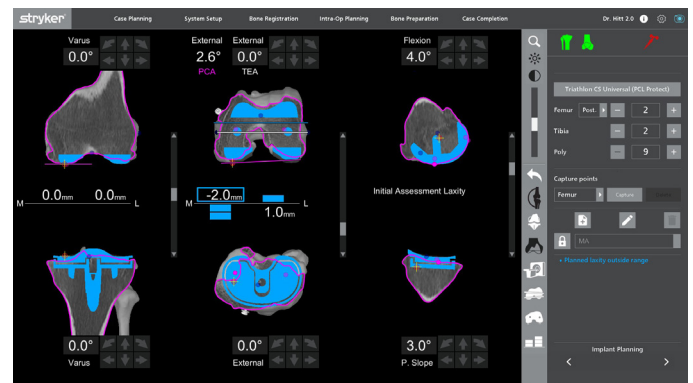 stryker
Case Planning System Setup Bone Registration Intra-Op Planning Bone Preparation Case Completion
Dr. Hitt 2.0
Varus
0.0°
External External
2.6° 0.0°
PCA TEA
Flexion
4.0°
M 0.0mm 0.0mm L
M -2.0mm L
1.0mm
Initial Assessment Laxity
0.0°
Varus
0.0°
External
3.0°
P. Slope
Triathlon CS Universal (PCL Protect)
Femur Post. - 2 +
Tibia - 2 +
Poly - 9 +
Capture points
Femur Capture
MA
• Planned laxity outside range
Implant Planning
< >